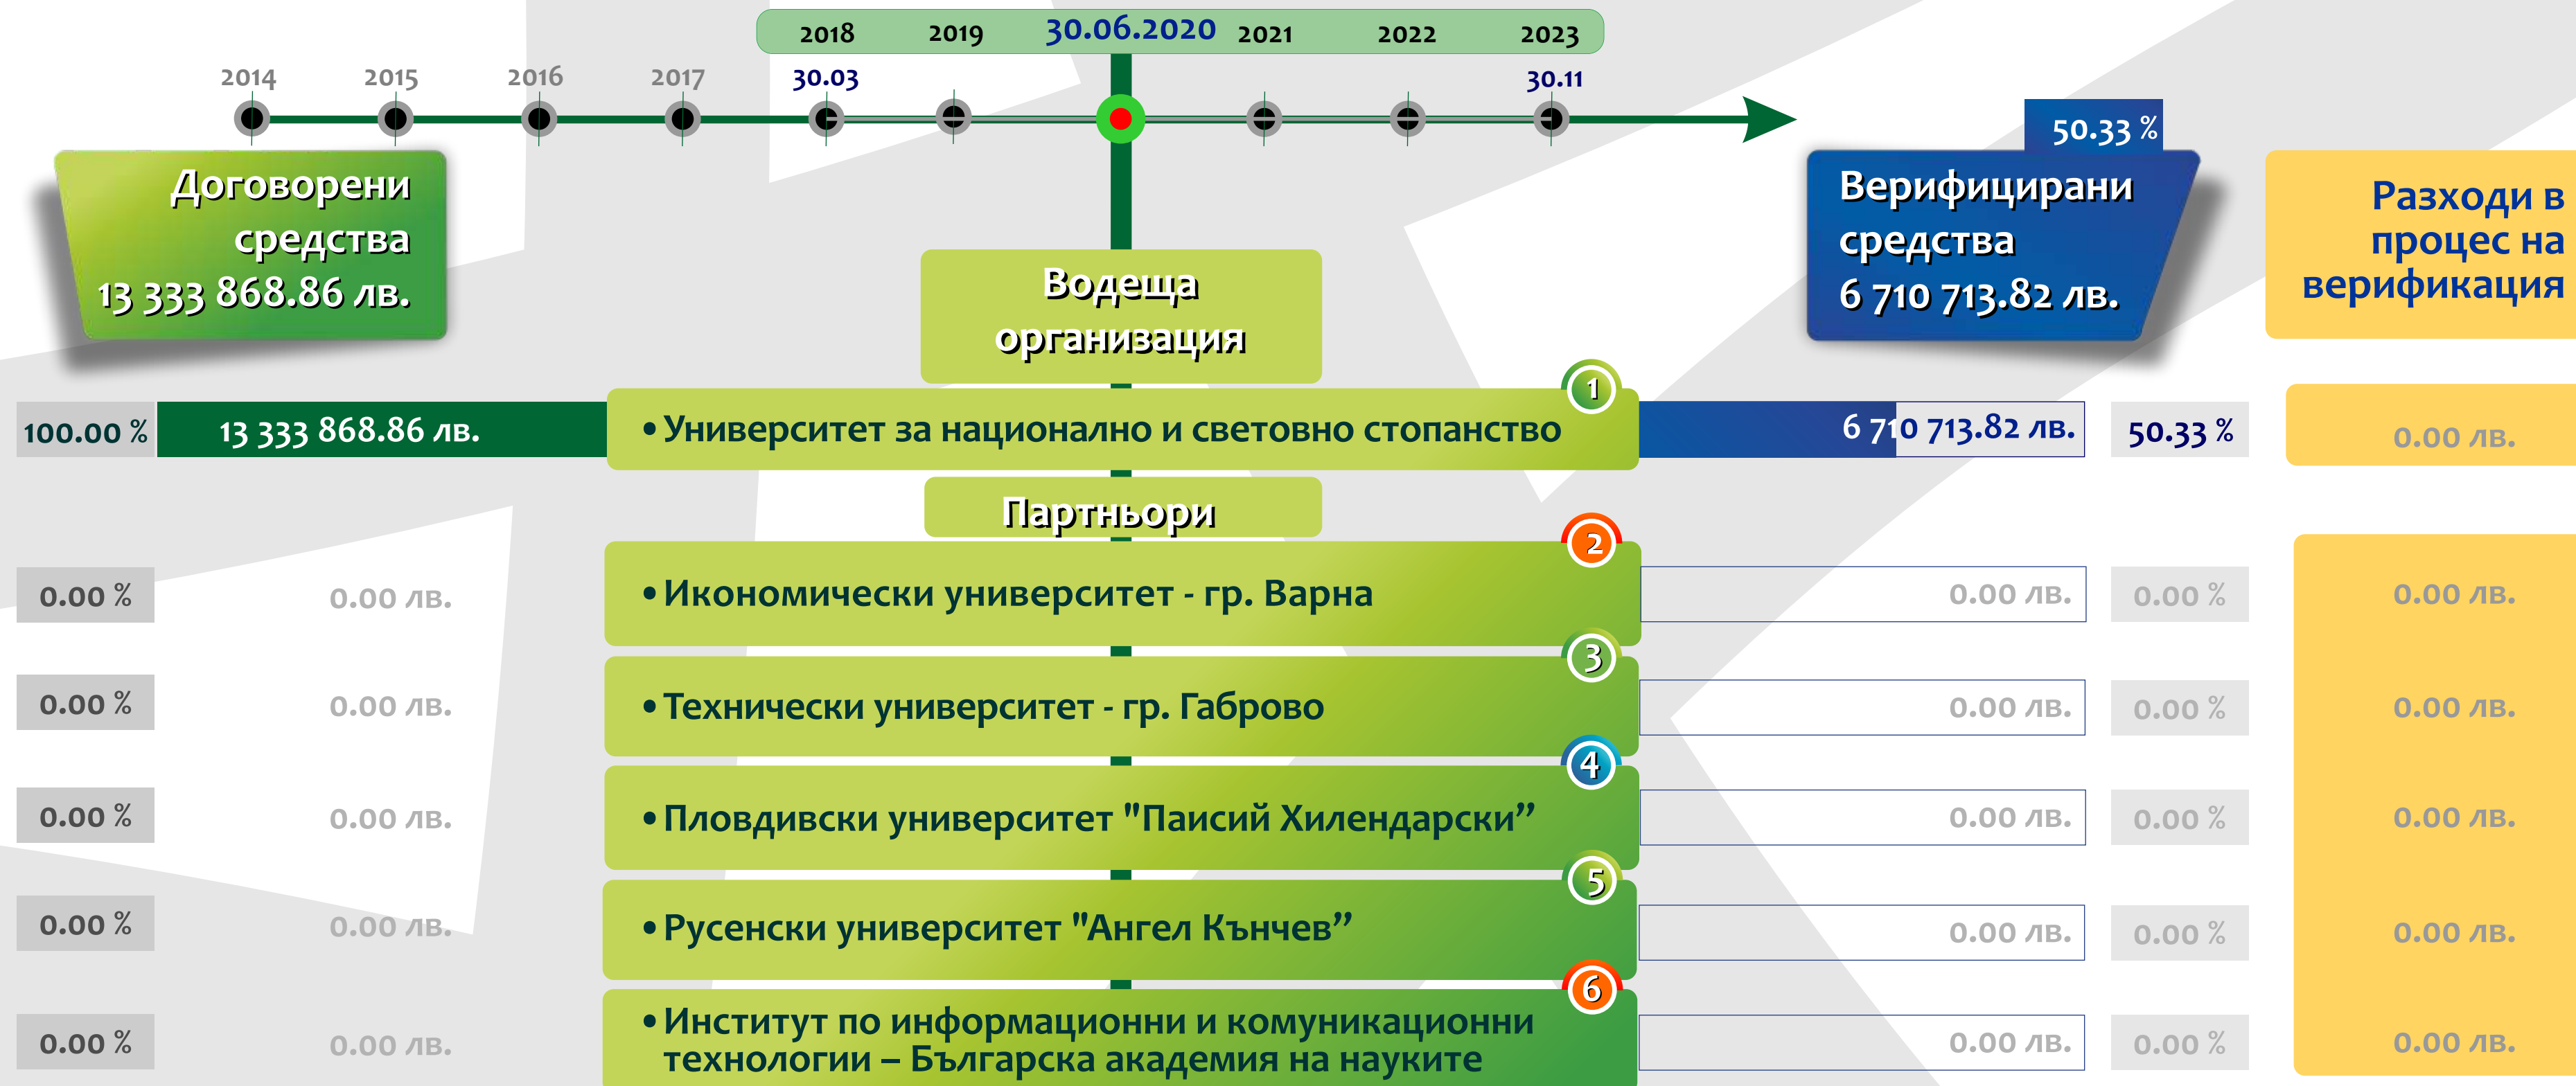 2018 2019 30.06.2020 2021 2022 2023
2014 2015 2016 2017 30.03 30.11
50.33 %
Договорени
средства
13 333 868.86 лв.
Водеща
организация
Верифицирани
средства
6 710 713.82 лв.
Разходи в
процес на
верификация
1
100.00 % 13 333 868.86 лв. •Университет за национално и световно стопанство 6 710 713.82 лв. 50.33 % 0.00 лв.
Партньори
2
0.00 % 0.00 лв. •Икономически университет - гр. Варна 0.00 лв. 0.00 % 0.00 лв.
3
0.00 % 0.00 лв. •Технически университет - гр. Габрово 0.00 лв. 0.00 % 0.00 лв.
4
0.00 % 0.00 лв. •Пловдивски университет "Паисий Хилендарски” 0.00 лв. 0.00 % 0.00 лв.
5
0.00 % 0.00 лв. •Русенски университет "Ангел Кънчев” 0.00 лв. 0.00 % 0.00 лв.
6
•Институт по информационни и комуникационни
технологии – Българска академия на науките
0.00 % 0.00 лв. 0.00 лв. 0.00 % 0.00 лв.